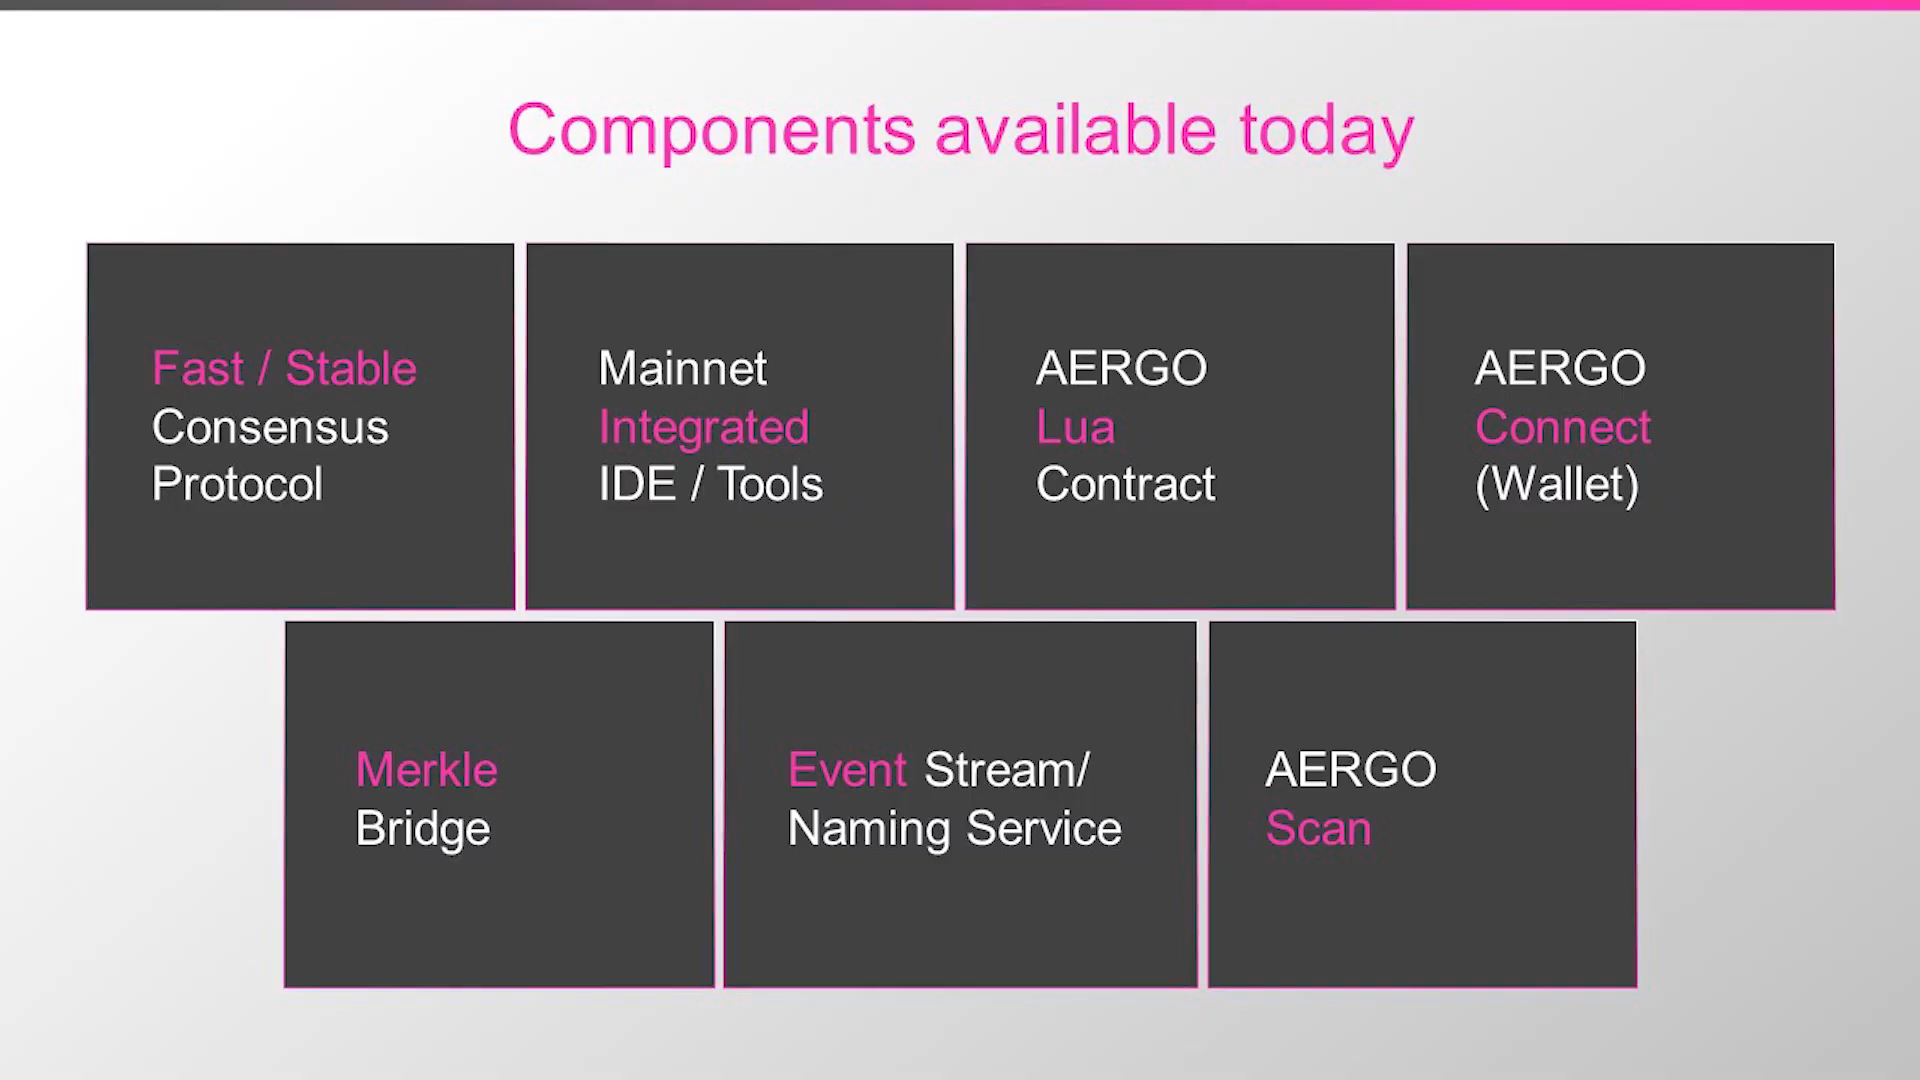 Components available today
Fast / Stable
Consensus
Protocol
Mainnet
Integrated
IDE / Tools
AERGO
Lua
Contract
AERGO
Connect
(Wallet)
Merkle
Bridge
Event Stream/
Naming Service
AERGO
Scan